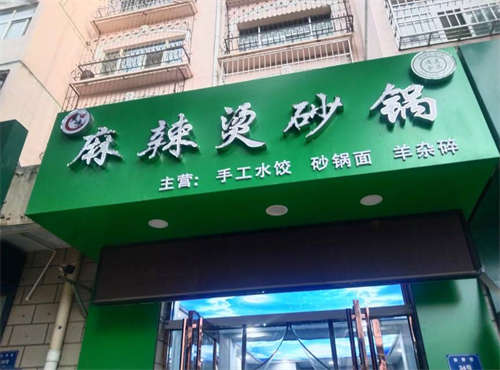 麻辣烫砂锅
主营：手工水饺 砂锅面 羊杂碎